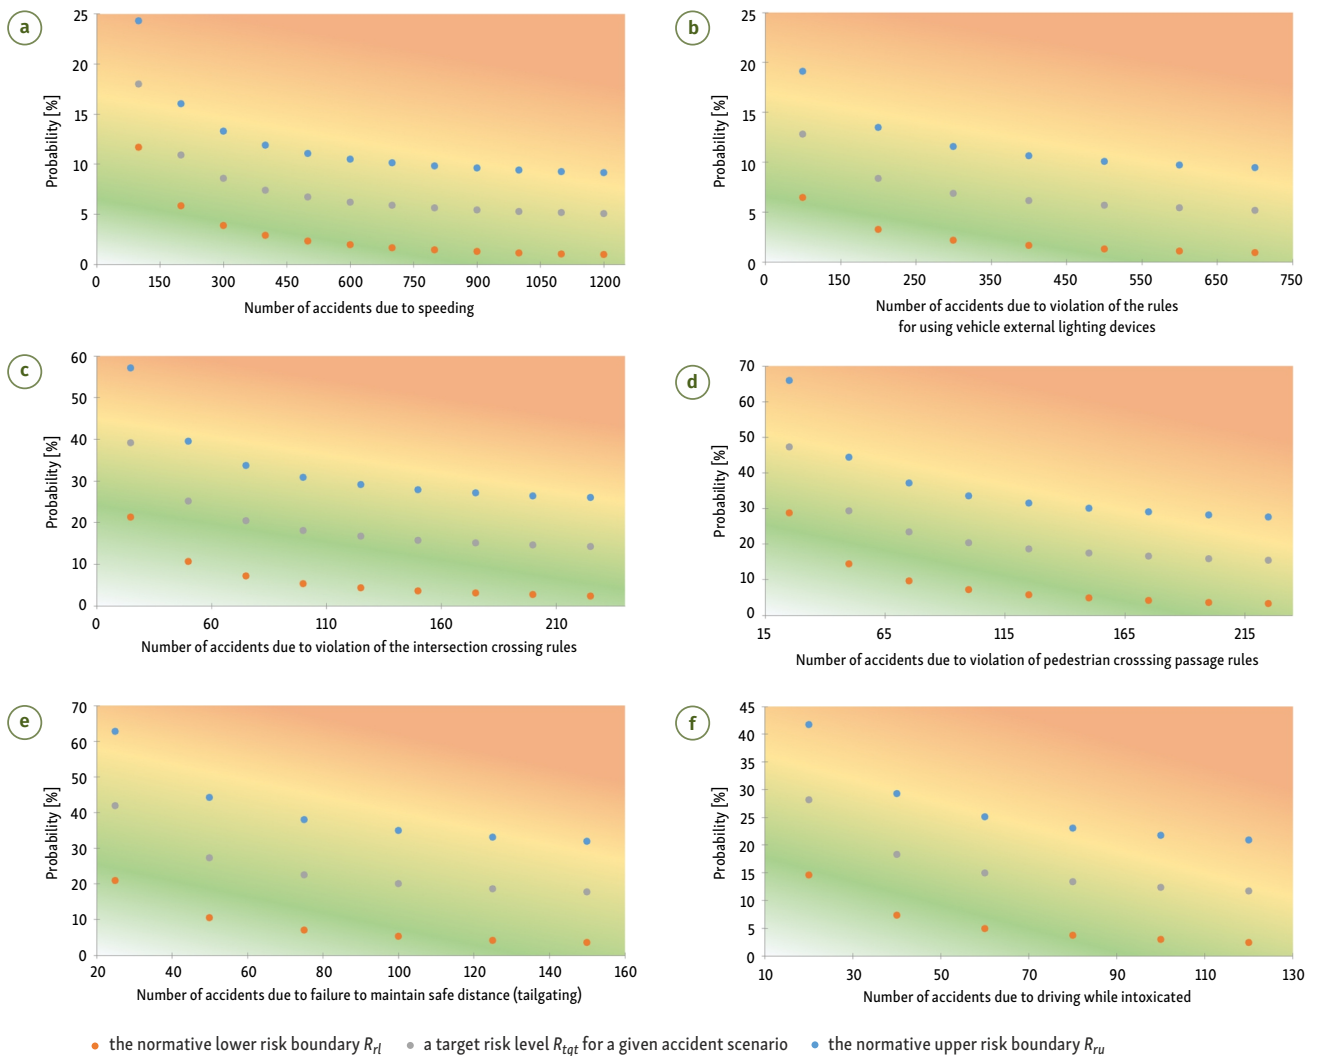 a
25
20
15
10
5
0
Probability [%]
0 150 300 450 600 750 900 1050 1200
Number of accidents due to speeding
b
25
20
15
10
5
0
Probability [%]
0 150 250 350 450 550 650 750
Number of accidents due to violation of the rules
for using vehicle external lighting devices
c
60
50
40
30
20
10
0
Probability [%]
0 60 110 160 210
Number of accidents due to violation of the intersection crossing rules
d
70
60
50
40
30
20
10
0
Probability [%]
15 65 115 165 215
Number of accidents due to violation of pedestrian crosssing passage rules
e
70
60
50
40
30
20
10
0
Probability [%]
20 40 60 80 100 120 140 160
Number of accidents due to failure to maintain safe distance (tailgating)
f
45
40
35
30
25
20
15
10
5
0
Probability [%]
10 30 50 70 90 110 130
Number of accidents due to driving while intoxicated
the normative lower risk boundary Rrl a target risk level Rtgt for a given accident scenario the normative upper risk boundary Rru